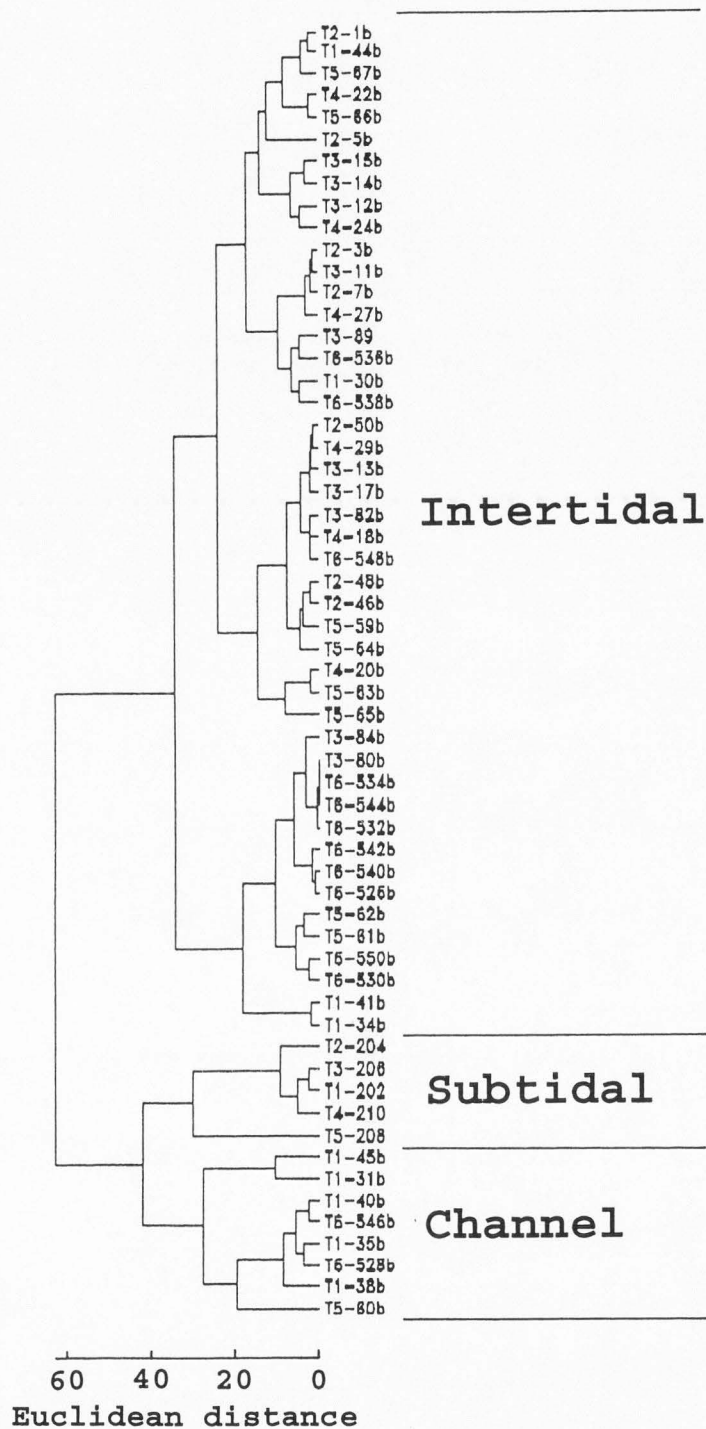 T2-1b
T1-44b
T5-67b
T4-22b
T5-66b
T2-5b
T3-15b
T3-14b
T3-12b
T4-24b
T2-3b
T3-11b
T2-7b
T4-27b
T3-89
T6-536b
T1-30b
T6-538b
T2-50b
T4-29b
T3-13b
T3-17b
T3-82b
T4-18b
T6-548b
T2-48b
T2-46b
T5-59b
T5-64b
T4-20b
T5-63b
T5-65b
T3-84b
T3-80b
T6-534b
T6-544b
T6-532b
T6-542b
T6-540b
T6-526b
T5-62b
T5-61b
T6-550b
T6-530b
T1-41b
T1-34b
Intertidal
T2-204
T3-206
T1-202
T4-210
T5-208
Subtidal
T1-45b
T1-31b
T1-40b
T6-546b
T1-35b
T6-528b
T1-38b
T5-60b
Channel
60 40 20 0
Euclidean distance